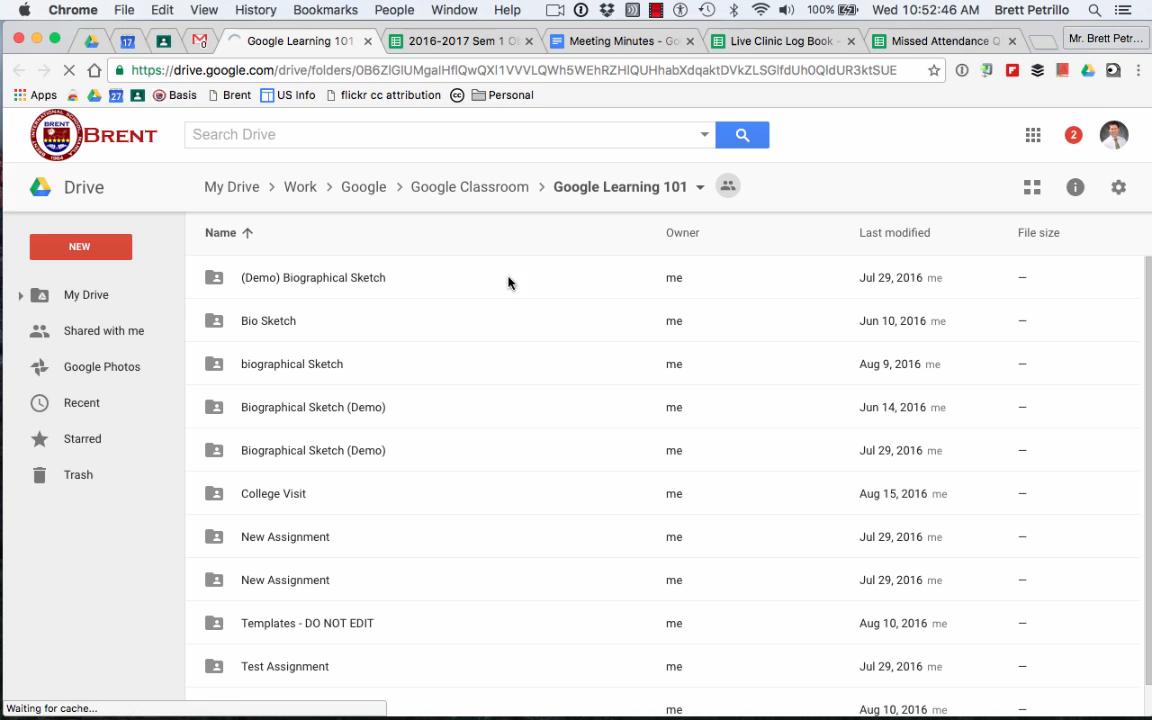 Chrome File Edit View History Bookmarks People Window Help 100% Wed 10:52:46 AM Brett Petrillo
17 Google Learning 101 2016-2017 Sem 1 Meeting Minutes - Go Live Clinic Log Book - Missed Attendance Mr. Brett Petr...
https://drive.google.com/drive/folders/0B6ZlGlUMgalHflQwQXl1VVVLQWh5WEhRZHlQUHhabXdqaktDVkZLSGlfdUh0QldUR3ktSUE
Apps 27 Basis Brent US Info flickr cc attribution cc Personal
BRENT Search Drive 2
Drive My Drive > Work > Google > Google Classroom > Google Learning 101
NEW
Name Owner Last modified File size
(Demo) Biographical Sketch me Jul 29, 2016 me —
My Drive
Bio Sketch me Jun 10, 2016 me —
Shared with me
biographical Sketch me Aug 9, 2016 me —
Google Photos
Biographical Sketch (Demo) me Jun 14, 2016 me —
Recent
Biographical Sketch (Demo) me Jul 29, 2016 me —
Starred
Trash
College Visit me Aug 15, 2016 me —
New Assignment me Jul 29, 2016 me —
New Assignment me Jul 29, 2016 me —
Templates - DO NOT EDIT me Aug 10, 2016 me —
Test Assignment me Jul 29, 2016 me —
me Aug 10, 2016 me —
Waiting for cache...